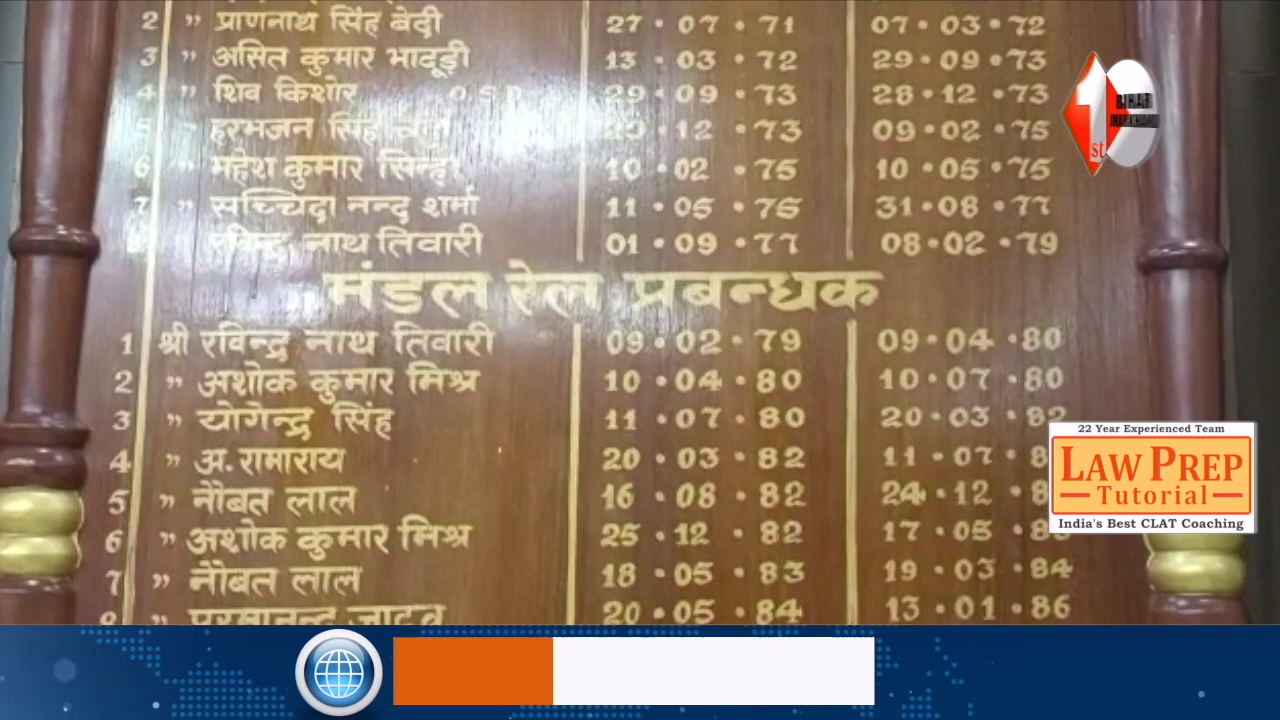 2 " प्राणनाथ सिंह बेदी 27・07・71 07・03・72
3 " असित कुमार भादूड़ी 13・03・72 29・09・73
4 " शिव किशोर 29・09・73 28・12・73
5 " हरभजन सिंह 29・12・73 09・02・75
6 " महेश कुमार सिन्हा 10・02・75 10・05・75
7 " सच्चिदा नन्द शर्मा 11・05・75 31・08・77
8 " रविन्द्र नाथ तिवारी 01・09・77 08・02・79
मंडल रेल प्रबन्धक
1 श्री रविन्द्र नाथ तिवारी 09・02・79 09・04・80
2 " अशोक कुमार मिश्र 10・04・80 10・07・80
3 " योगेन्द्र सिंह 11・07・80 20・03・82
4 " अ. रामाराय 20・03・82 11・07・8
5 " नौबत लाल 16・08・82 24・12・8
6 " अशोक कुमार मिश्र 25・12・82 17・05・8
7 " नौबत लाल 18・05・83 19・03・84
8 " परमानन्द जादव 20・05・84 13・01・86
1st
BIHAR
JHARKHAND
22 Year Experienced Team
LAW PREP
Tutorial
India's Best CLAT Coaching